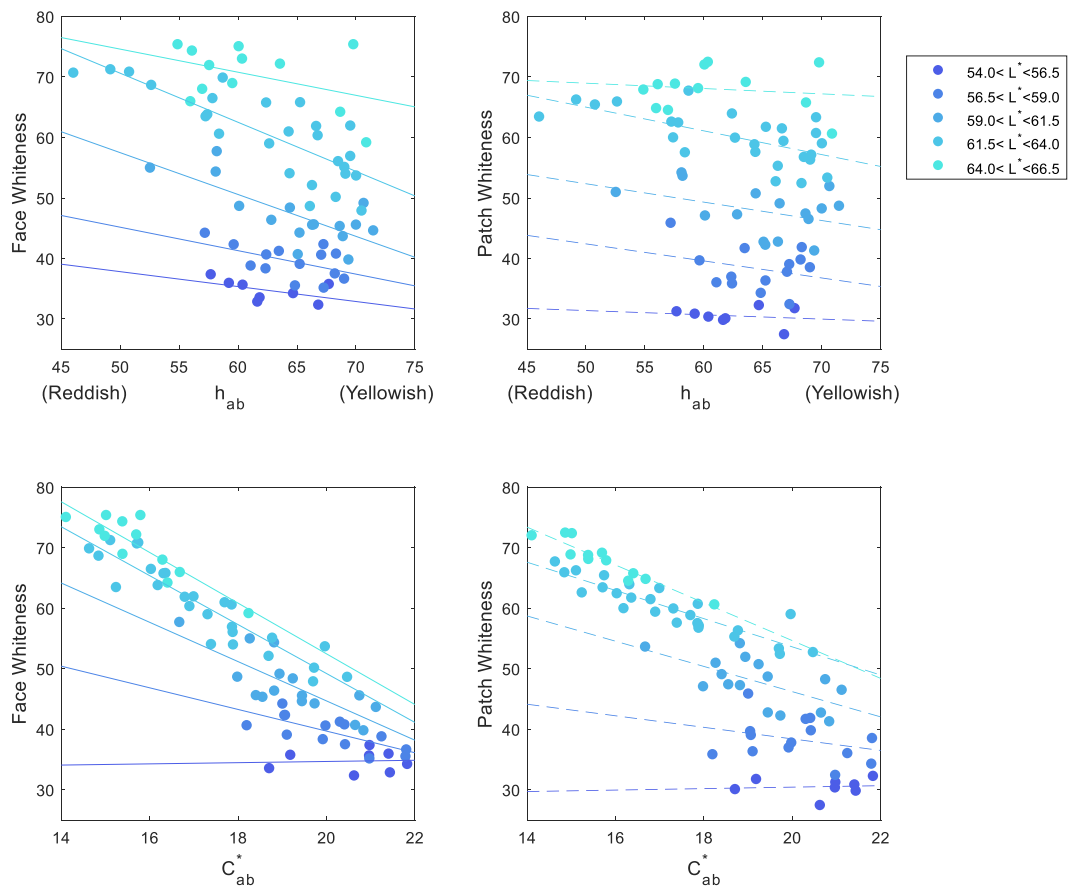 80
70
60
50
40
30
Face Whiteness
45 50 55 60 65 70 75
(Reddish) h_ab (Yellowish)
80
70
60
50
40
30
Patch Whiteness
45 50 55 60 65 70 75
(Reddish) h_ab (Yellowish)
54.0< L*<56.5
56.5< L*<59.0
59.0< L*<61.5
61.5< L*<64.0
64.0< L*<66.5
80
70
60
50
40
30
Face Whiteness
14 16 18 20 22
C*_ab
80
70
60
50
40
30
Patch Whiteness
14 16 18 20 22
C*_ab